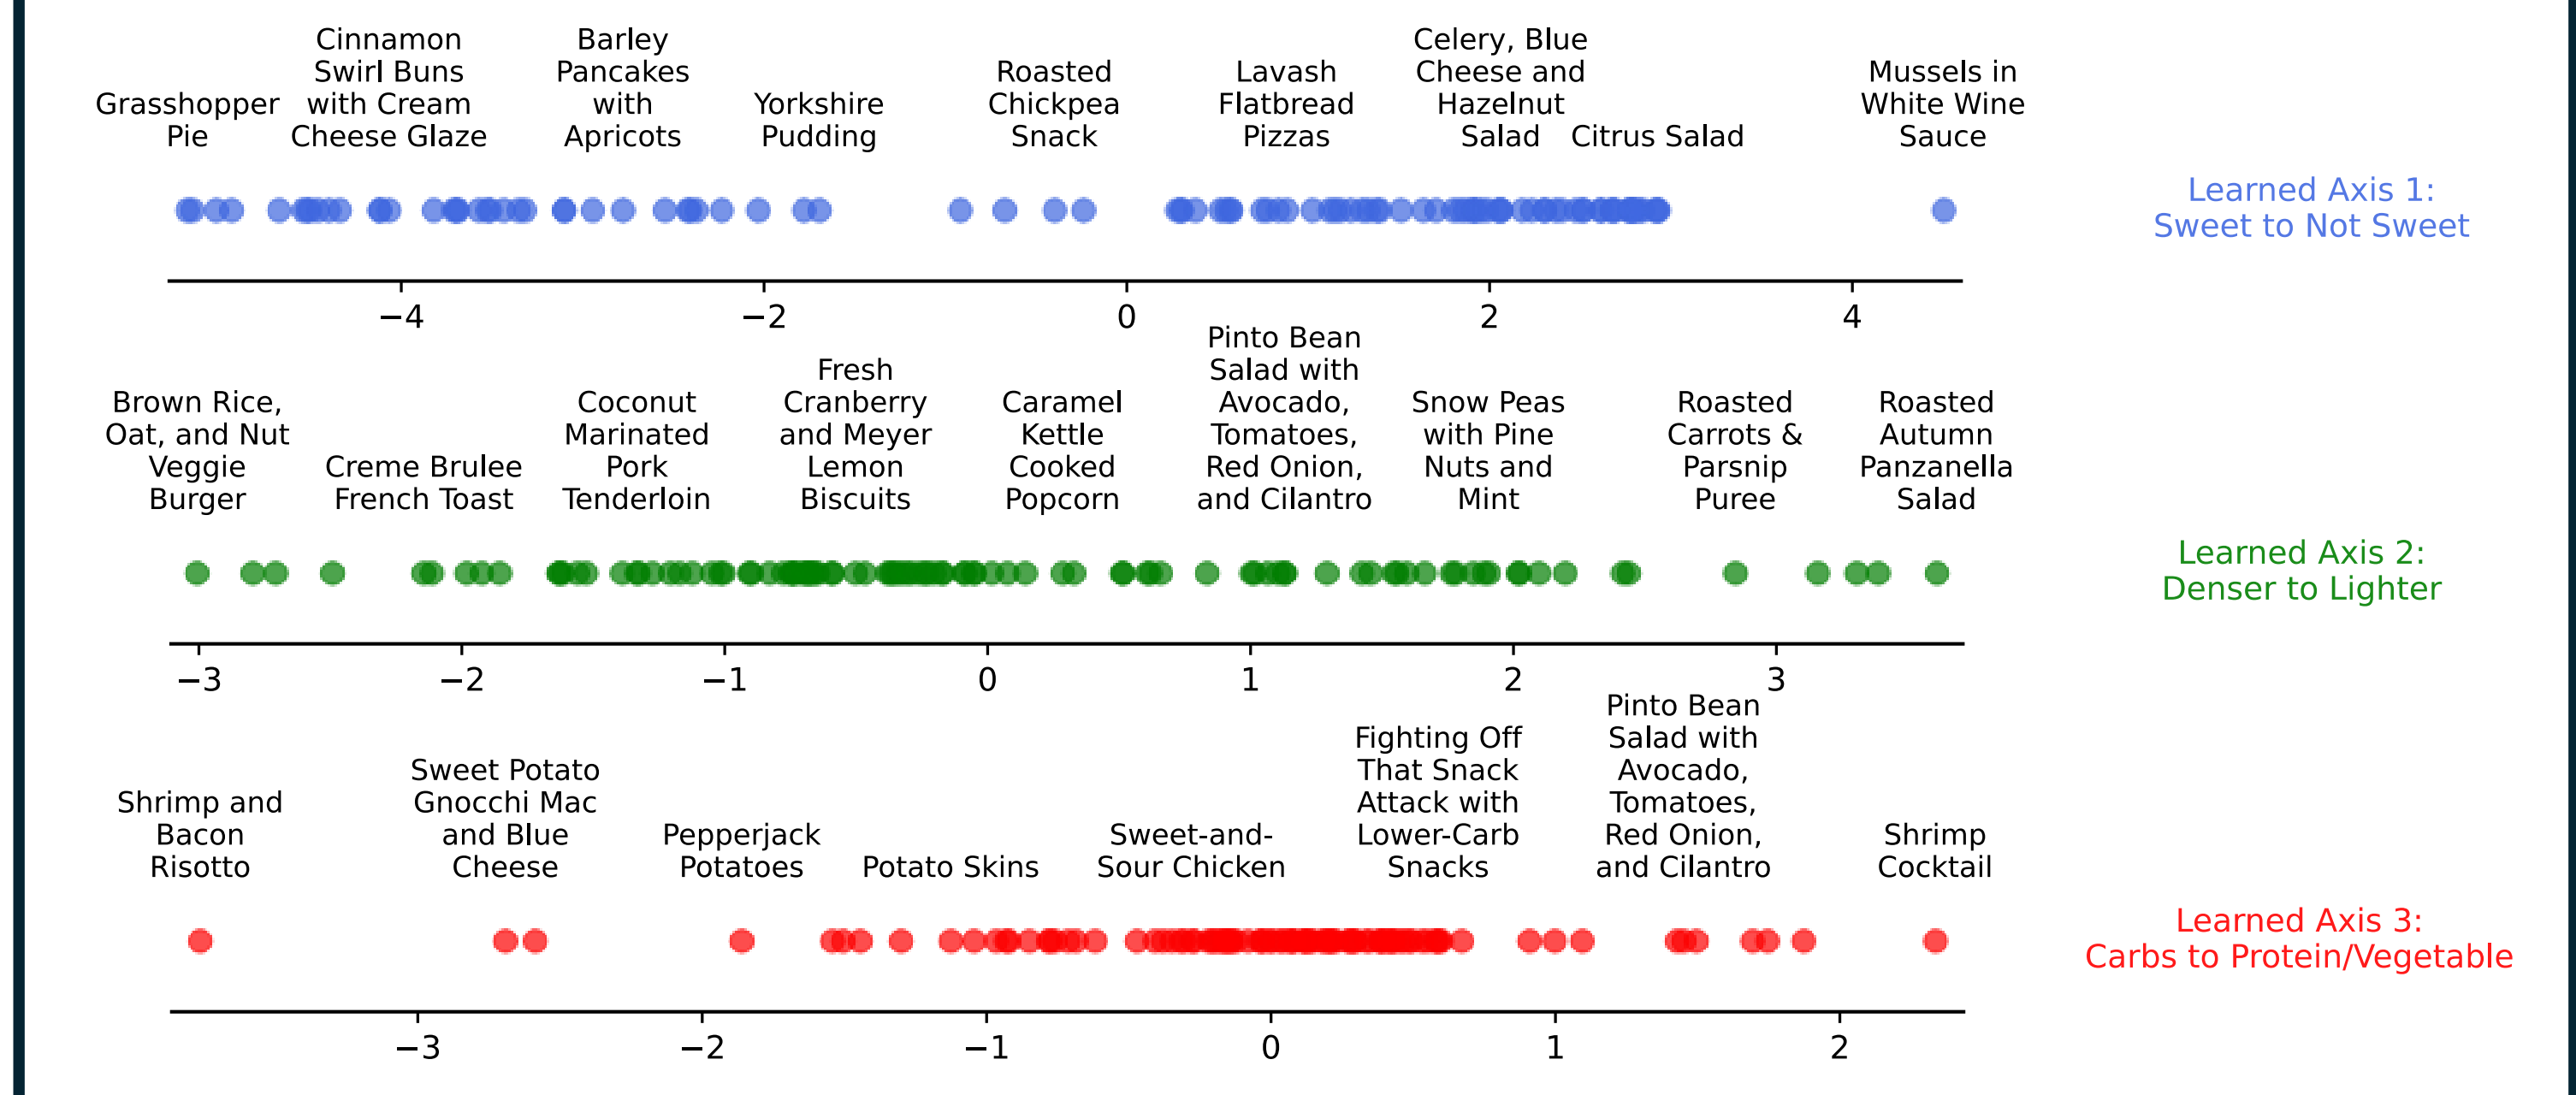 Grasshopper
Pie
Cinnamon
Swirl Buns
with Cream
Cheese Glaze
Barley
Pancakes
with
Apricots
Yorkshire
Pudding
Roasted
Chickpea
Snack
Lavash
Flatbread
Pizzas
Celery, Blue
Cheese and
Hazelnut
Salad
Citrus Salad
Mussels in
White Wine
Sauce
Learned Axis 1:
Sweet to Not Sweet
−4
−2
0
2
4
Brown Rice,
Oat, and Nut
Veggie
Burger
Creme Brulee
French Toast
Coconut
Marinated
Pork
Tenderloin
Fresh
Cranberry
and Meyer
Lemon
Biscuits
Caramel
Kettle
Cooked
Popcorn
Pinto Bean
Salad with
Avocado,
Tomatoes,
Red Onion,
and Cilantro
Snow Peas
with Pine
Nuts and
Mint
Roasted
Carrots &
Parsnip
Puree
Roasted
Autumn
Panzanella
Salad
Learned Axis 2:
Denser to Lighter
−3
−2
−1
0
1
2
3
Shrimp and
Bacon
Risotto
Sweet Potato
Gnocchi Mac
and Blue
Cheese
Pepperjack
Potatoes
Potato Skins
Sweet-and-
Sour Chicken
Fighting Off
That Snack
Attack with
Lower-Carb
Snacks
Pinto Bean
Salad with
Avocado,
Tomatoes,
Red Onion,
and Cilantro
Shrimp
Cocktail
Learned Axis 3:
Carbs to Protein/Vegetable
−3
−2
−1
0
1
2